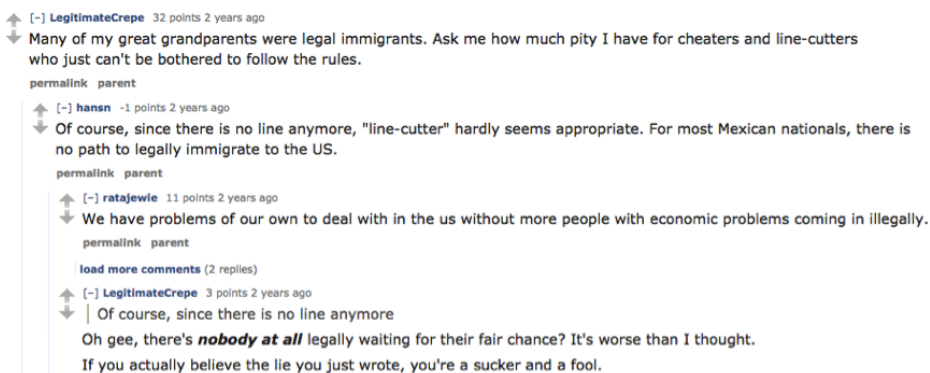 [-] LegitimateCrepe 32 points 2 years ago
Many of my great grandparents were legal immigrants. Ask me how much pity I have for cheaters and line-cutters
who just can't be bothered to follow the rules.
permalink parent
[-] hansn -1 points 2 years ago
Of course, since there is no line anymore, "line-cutter" hardly seems appropriate. For most Mexican nationals, there is
no path to legally immigrate to the US.
permalink parent
[-] ratajewie 11 points 2 years ago
We have problems of our own to deal with in the us without more people with economic problems coming in illegally.
permalink parent
load more comments (2 replies)
[-] LegitimateCrepe 3 points 2 years ago
Of course, since there is no line anymore
Oh gee, there's nobody at all legally waiting for their fair chance? It's worse than I thought.
If you actually believe the lie you just wrote, you're a sucker and a fool.